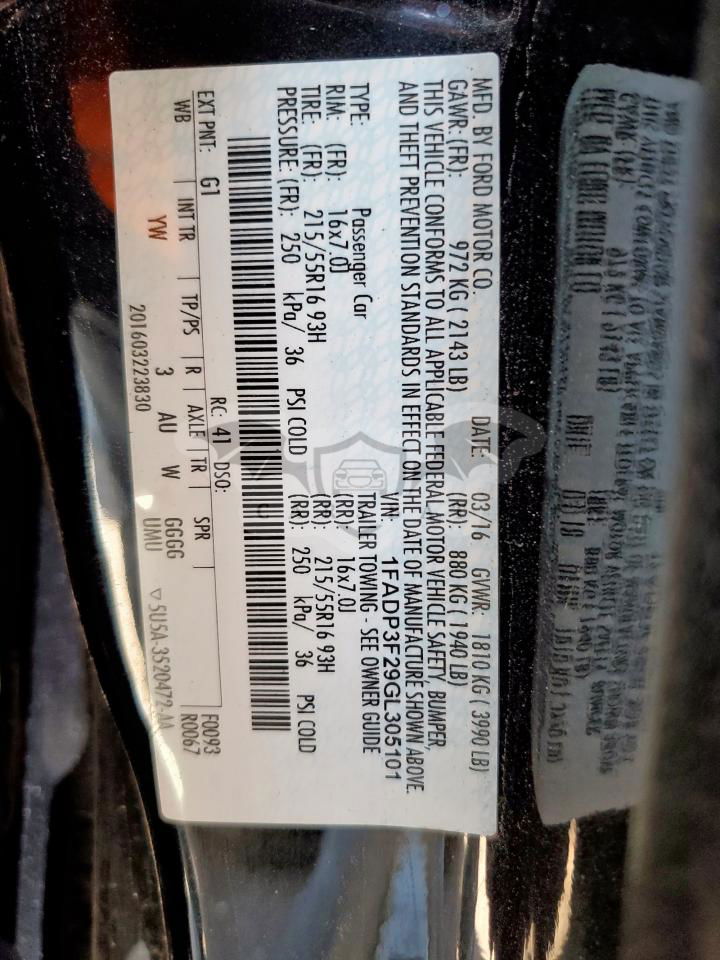 MFD. BY FORD MOTOR CO.
DATE: 03/16 GVWR: 1810 KG ( 3990 LB)
GAWR: (FR): 972 KG ( 2143 LB) (RR): 880 KG ( 1940 LB)
THIS VEHICLE CONFORMS TO ALL APPLICABLE FEDERAL MOTOR VEHICLE SAFETY, BUMPER,
AND THEFT PREVENTION STANDARDS IN EFFECT ON THE DATE OF MANUFACTURE SHOWN ABOVE.
VIN: 1FADP3F29GL305101
TYPE: Passenger Car TRAILER TOWING - SEE OWNER GUIDE
RIM: (FR): 16x7.0J (RR): 16x7.0J
TIRE: (FR): 215/55R16 93H (RR): 215/55R16 93H
PRESSURE: (FR): 250 kPa/ 36 PSI COLD (RR): 250 kPa/ 36 PSI COLD
EXT PNT: G1 RC: 41 DSO: F0093
WB INT TR TP/PS R AXLE TR SPR R0067
YW 3 AU W GGGG
UMU
201603223830 ▽5U5A-3520472-AA